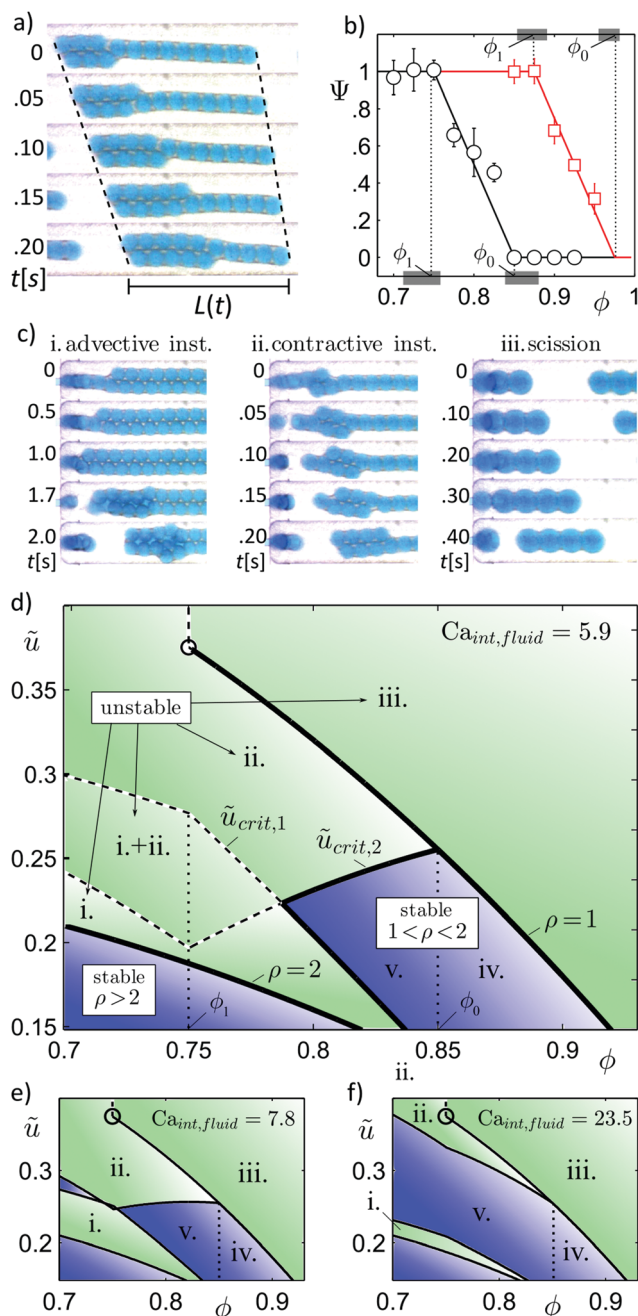 a)
0
.05
.10
.15
.20
t[s]
L(t)
b)
ϕ₁ ϕ₀
Ψ
1
.8
.6
.4
.2
0
ϕ₁ ϕ₀
0.7 0.8 0.9 ϕ 1
c) i. advective inst. ii. contractive inst. iii. scission
0 0 0
0.5 .05 .10
1.0 .10 .20
1.7 .15 .30
2.0 .20 .40
t[s] t[s] t[s]
d)
ũ
Ca_int,fluid = 5.9
0.35
unstable
iii.
ii.
0.3
ũ_crit,1
i.+ii.
ũ_crit,2
0.25
i.
stable
1<ρ<2
ρ=1
0.2
stable
ρ>2
ρ=2
v. iv.
ϕ₁ ϕ₀
0.15
0.7 0.75 0.8 0.85 0.9 ϕ
ii.
e)
ũ
Ca_int,fluid = 7.8
ii. iii.
0.3
i. v. iv.
0.2
0.7 0.8 ϕ 0.9
f)
ũ
ii. Ca_int,fluid = 23.5
iii.
0.3
i. v. iv.
0.2
0.7 0.8 ϕ 0.9